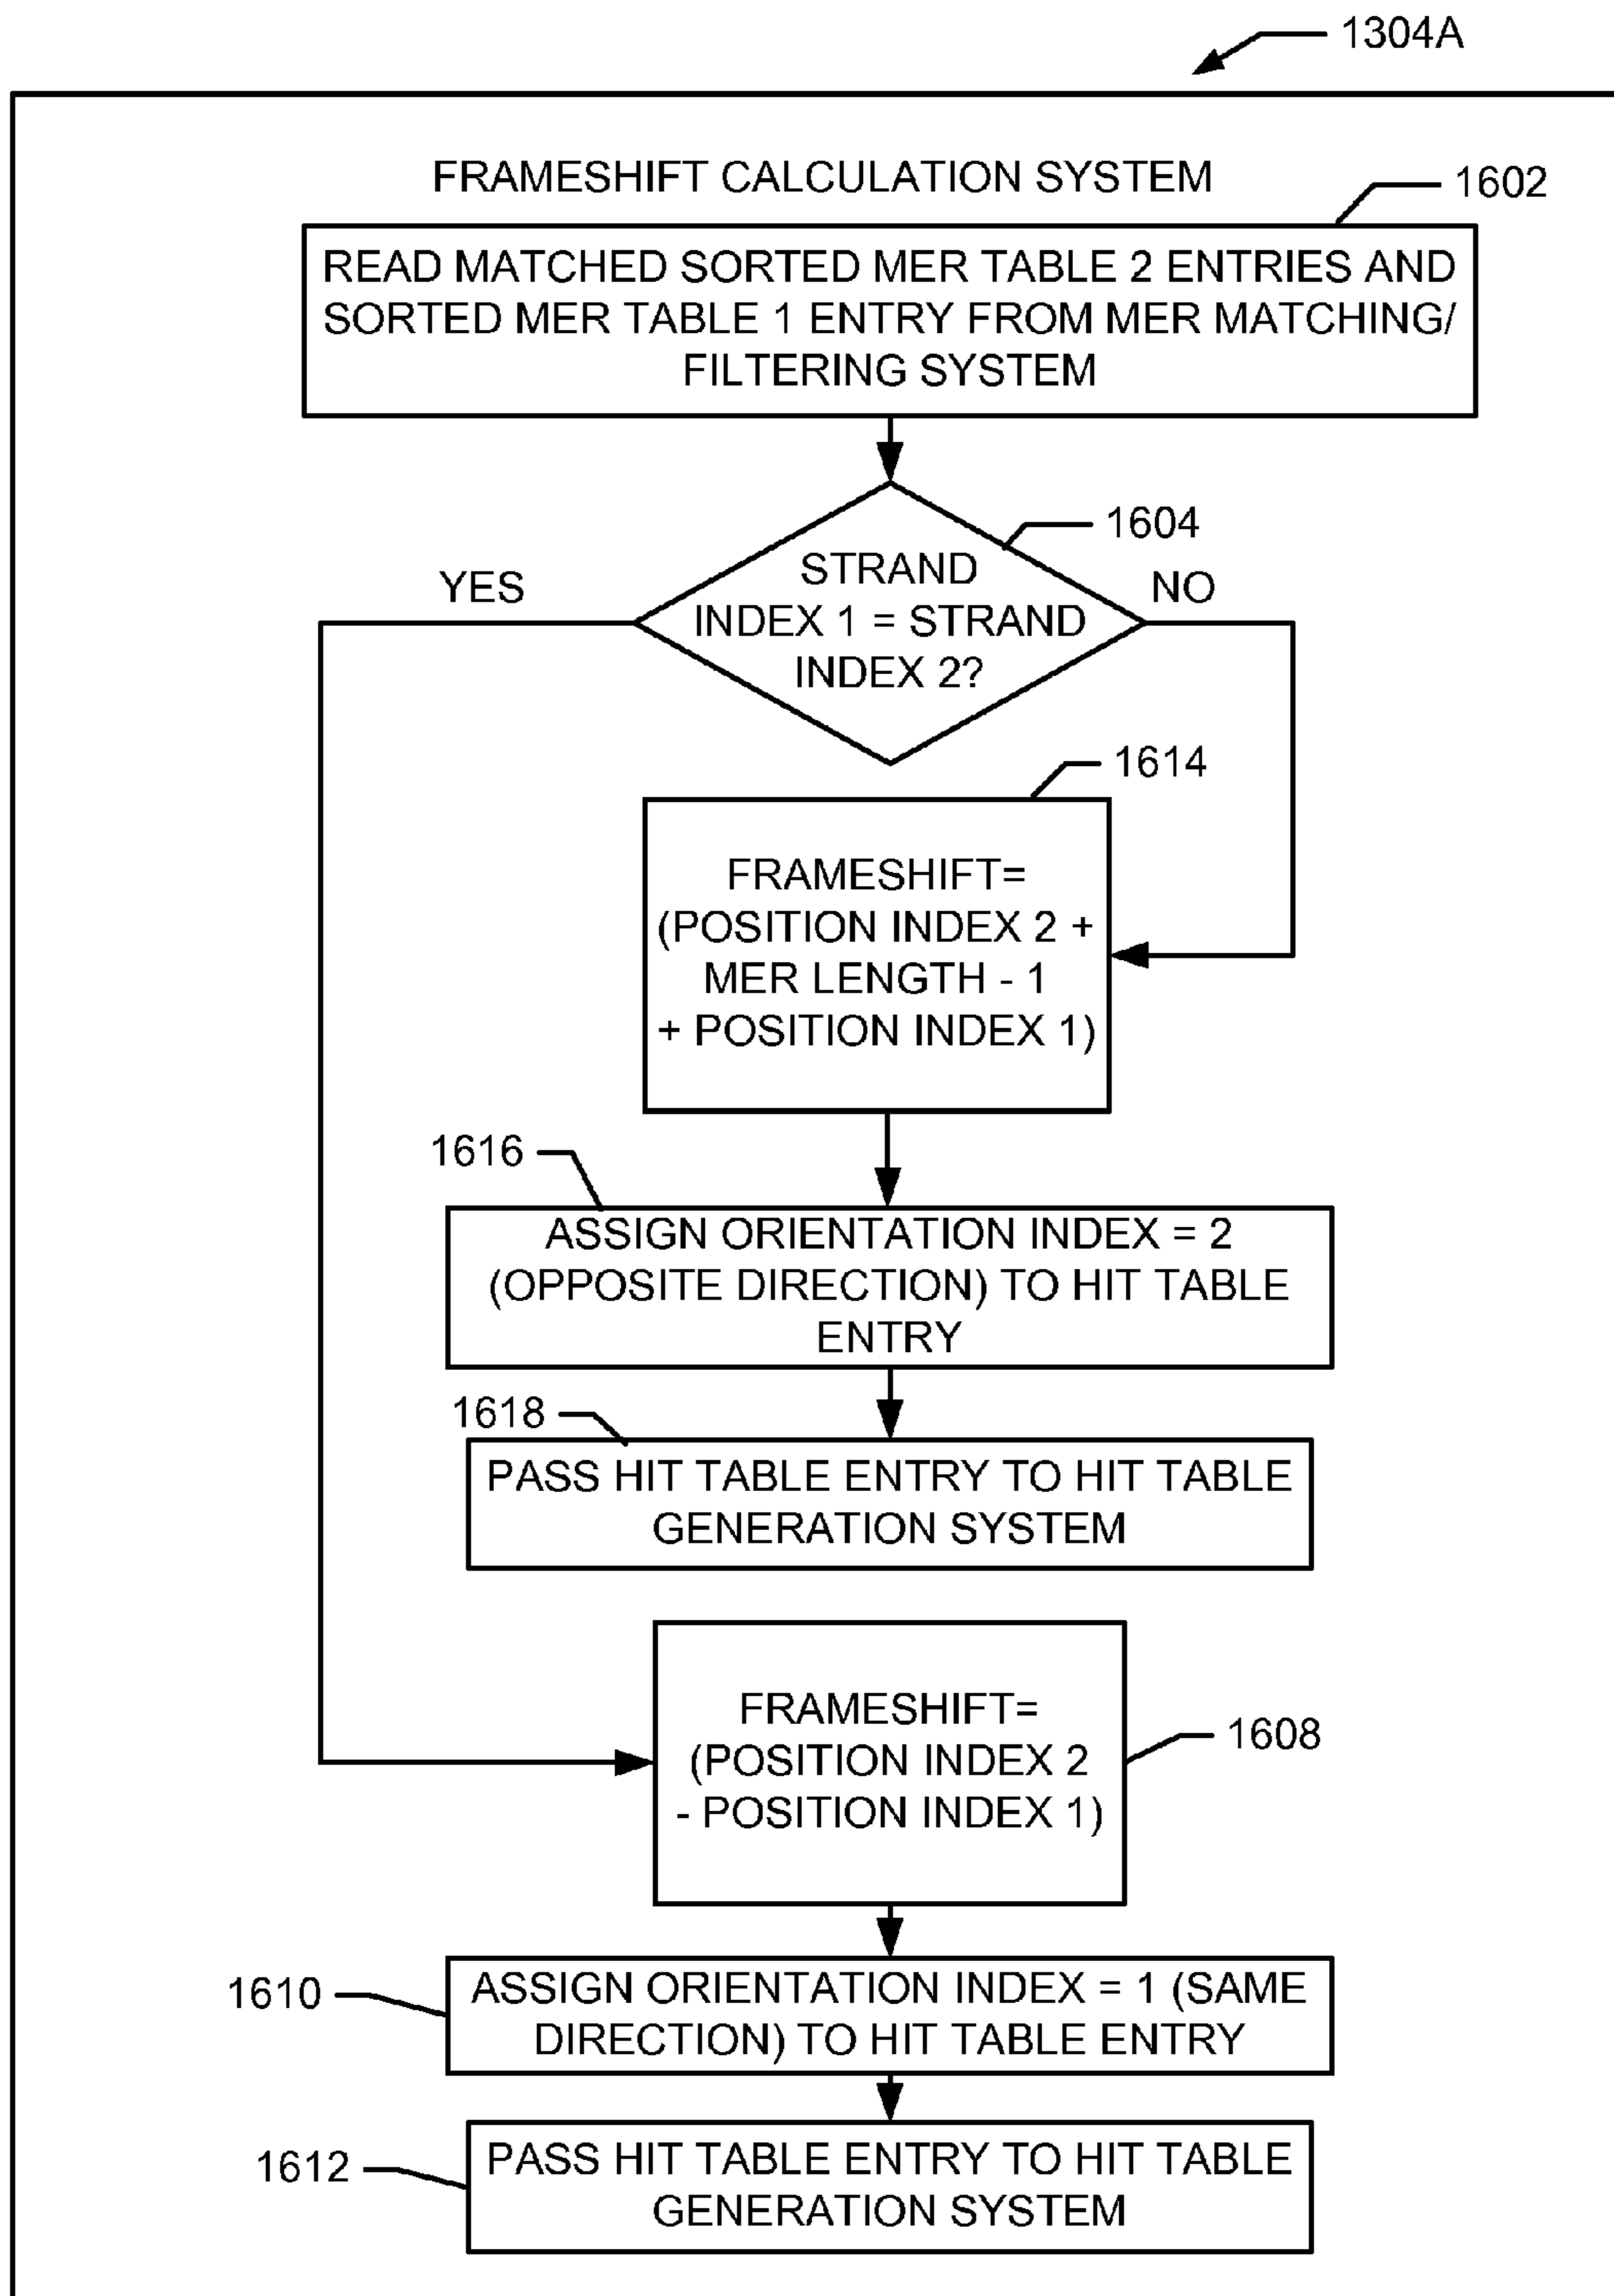 1304A
FRAMESHIFT CALCULATION SYSTEM
1602
READ MATCHED SORTED MER TABLE 2 ENTRIES AND
SORTED MER TABLE 1 ENTRY FROM MER MATCHING/
FILTERING SYSTEM
1604
YES
NO
STRAND
INDEX 1 = STRAND
INDEX 2?
1614
FRAMESHIFT=
(POSITION INDEX 2 +
MER LENGTH - 1
+ POSITION INDEX 1)
1616
ASSIGN ORIENTATION INDEX = 2
(OPPOSITE DIRECTION) TO HIT TABLE
ENTRY
1618
PASS HIT TABLE ENTRY TO HIT TABLE
GENERATION SYSTEM
FRAMESHIFT=
(POSITION INDEX 2
- POSITION INDEX 1)
1608
1610
ASSIGN ORIENTATION INDEX = 1 (SAME
DIRECTION) TO HIT TABLE ENTRY
1612
PASS HIT TABLE ENTRY TO HIT TABLE
GENERATION SYSTEM